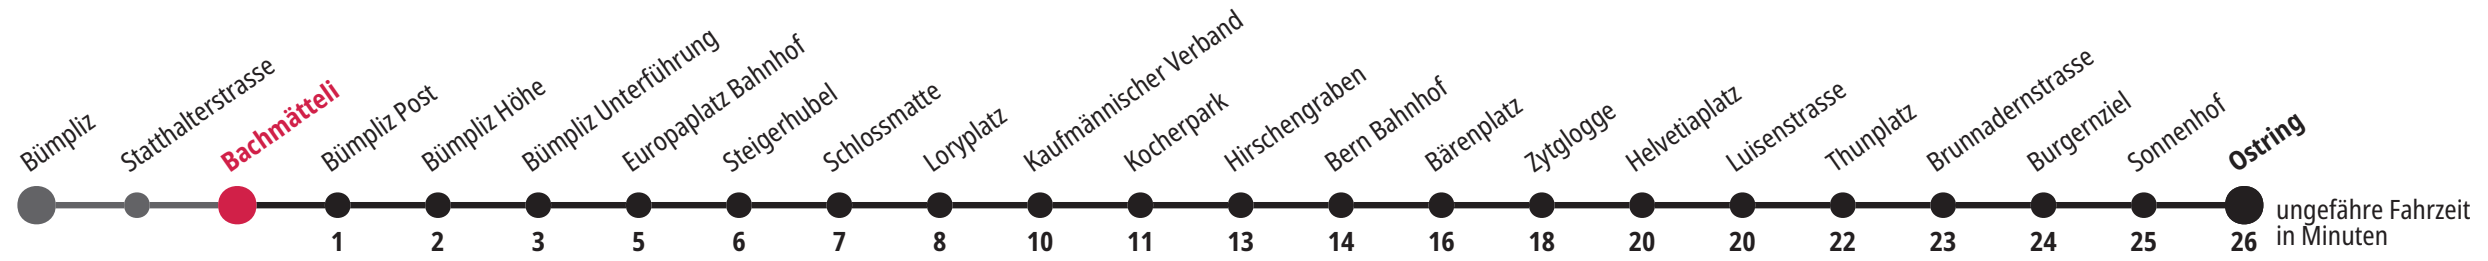 Bümpliz
Statthalterstrasse
Bachmätteli
Bümpliz Post
Bümpliz Höhe
Bümpliz Unterführung
Europaplatz Bahnhof
Steigerhubel
Schlossmatte
Loryplatz
Kaufmännischer Verband
Kocherpark
Hirschengraben
Bern Bahnhof
Bärenplatz
Zytglogge
Helvetiaplatz
Luisenstrasse
Thunplatz
Brunnadernstrasse
Burgernziel
Sonnenhof
Ostring
1 2 3 5 6 7 8 10 11 13 14 16 18 20 20 22 23 24 25 26
ungefähre Fahrzeit
in Minuten